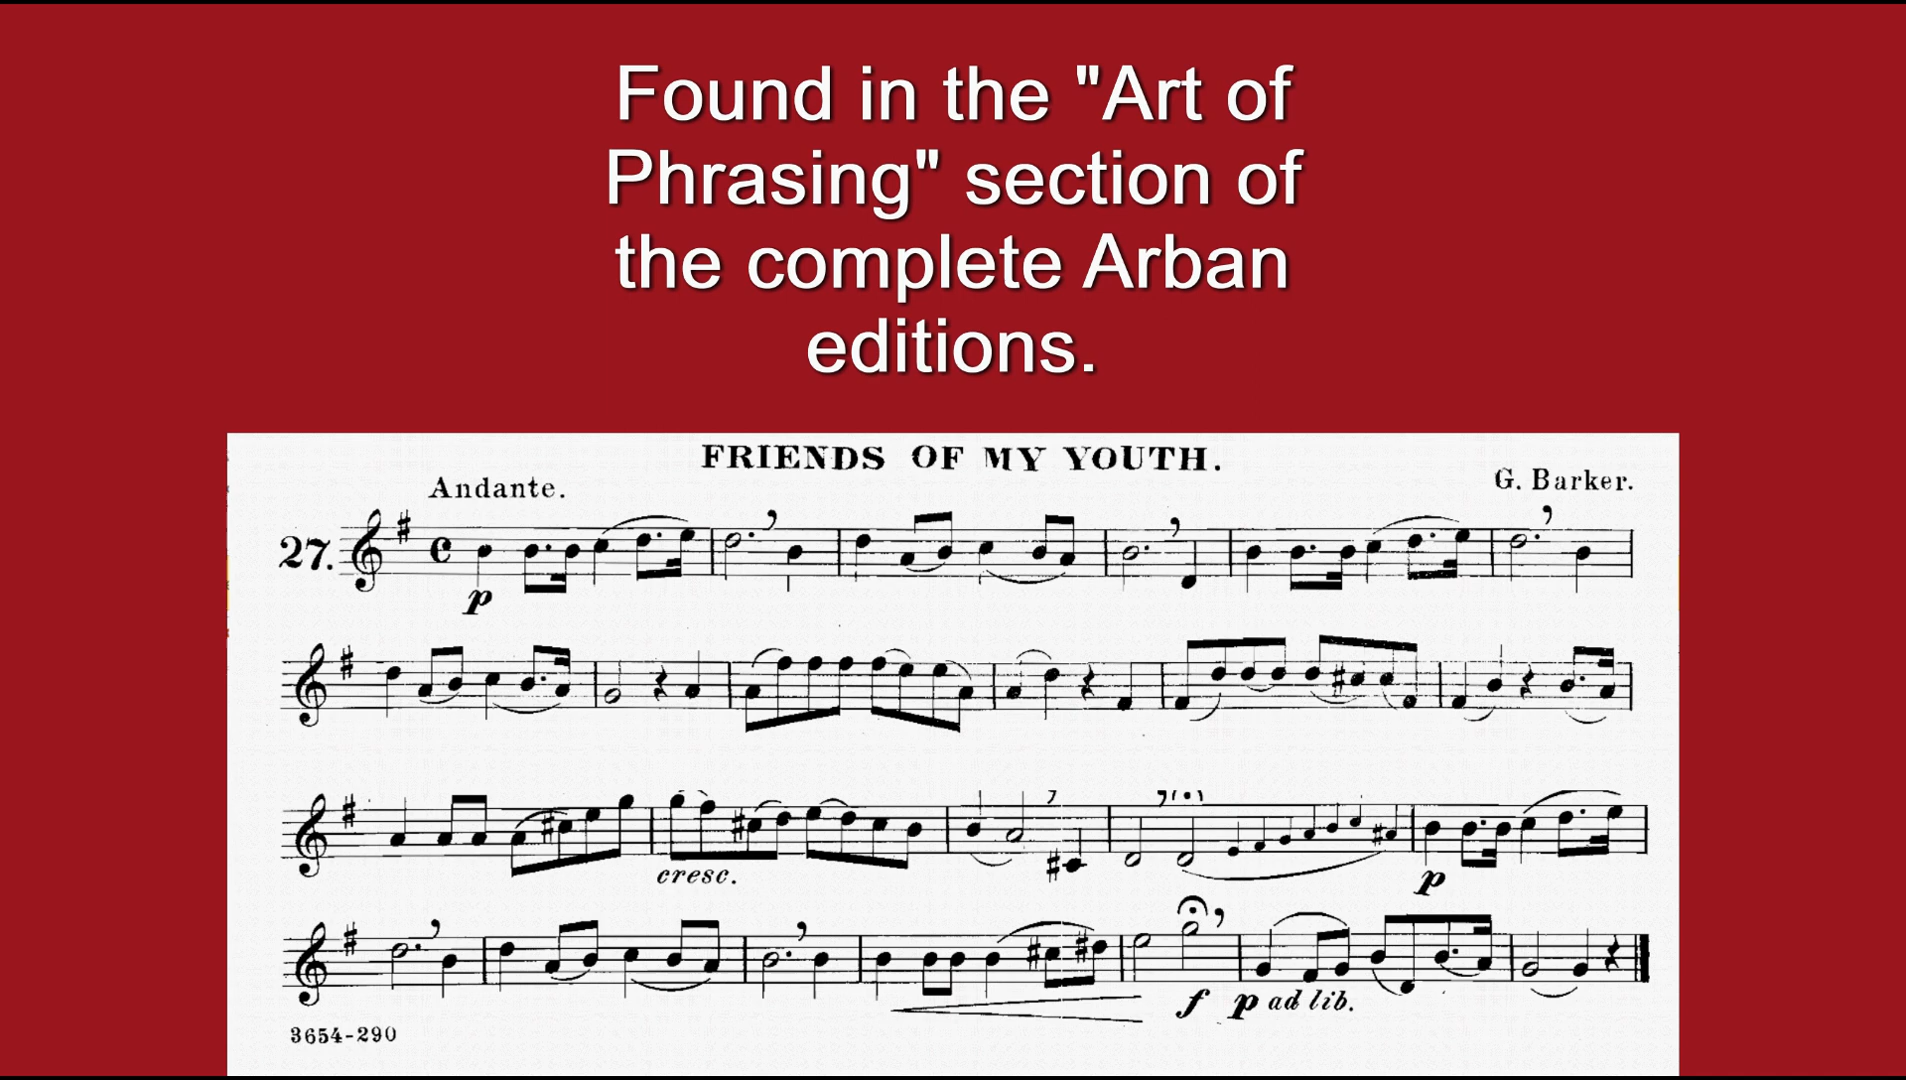 Found in the "Art of
Phrasing" section of
the complete Arban
editions.
FRIENDS OF MY YOUTH.
Andante.
G. Barker.
27.
p
cresc.
p
f p ad lib.
3654-290